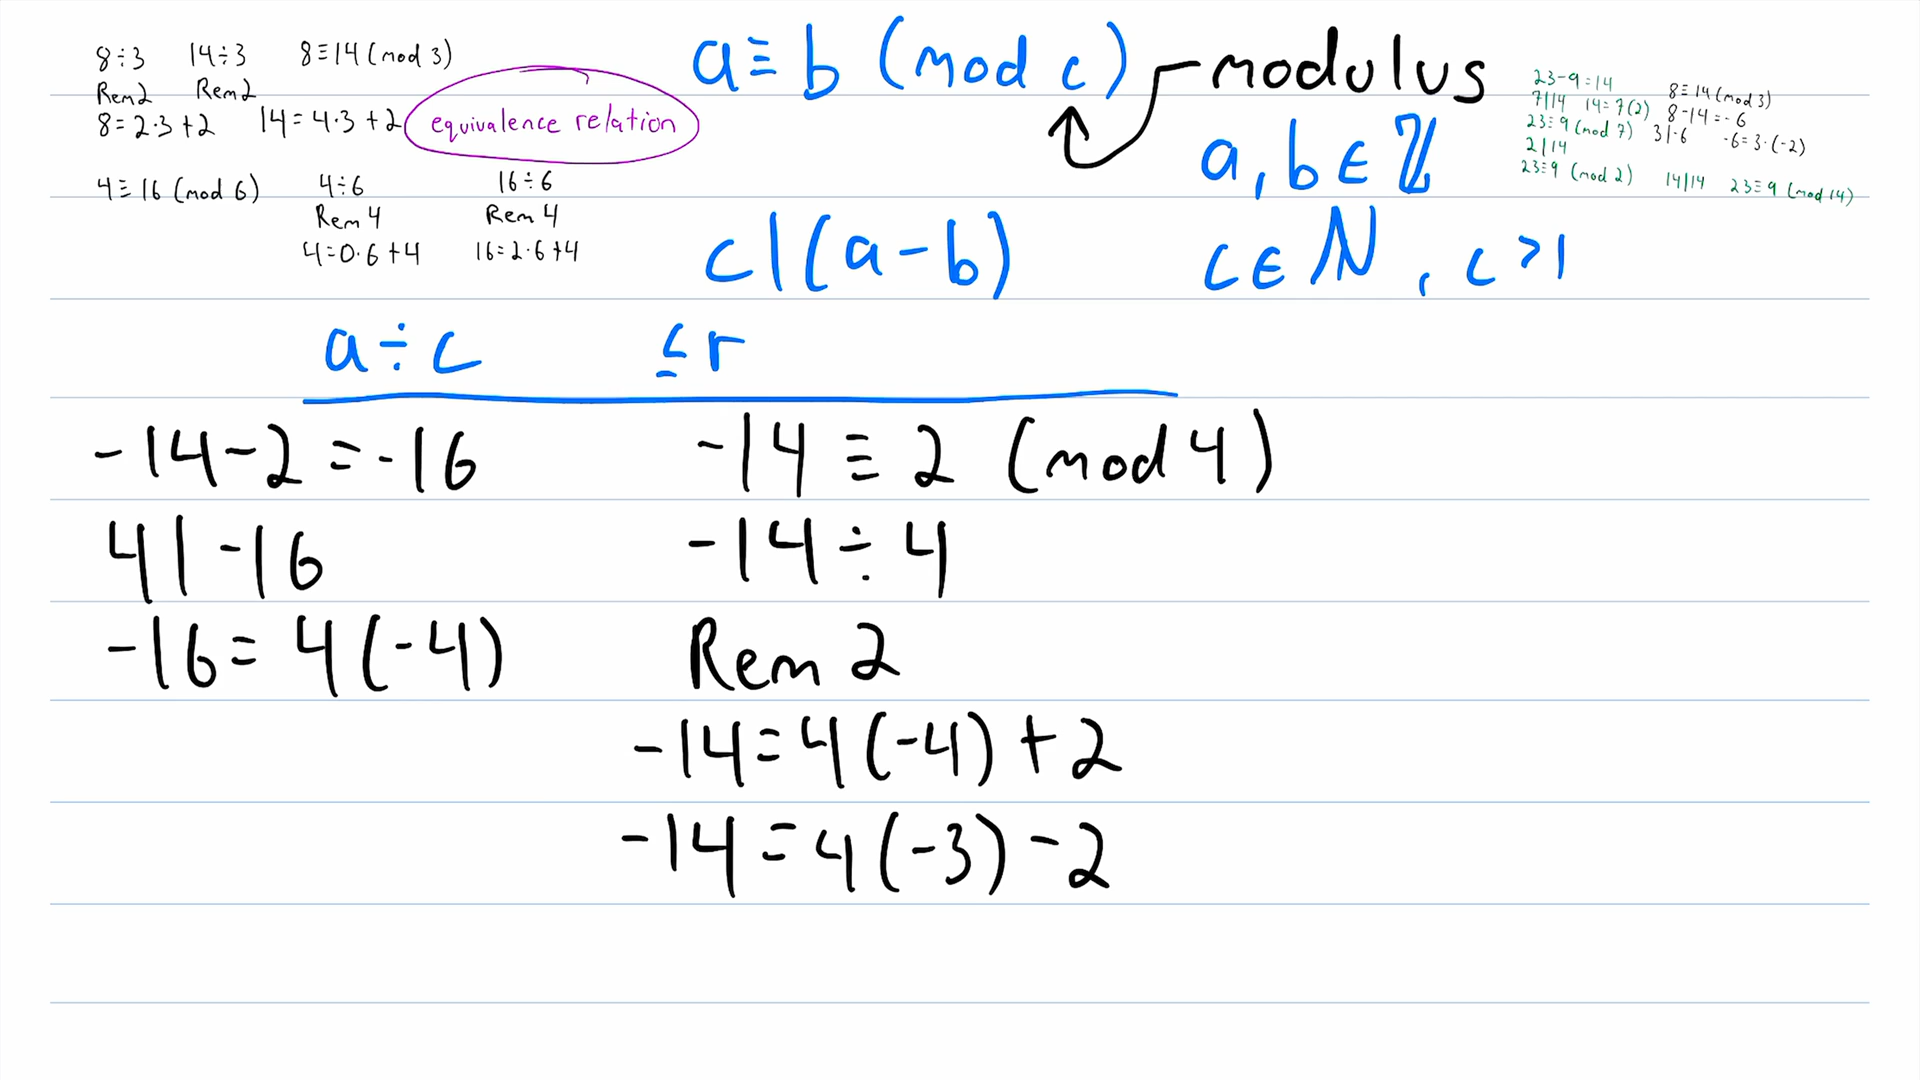 8÷3 14÷3 8≡14 (mod 3)
Rem 2 Rem 2
8=2·3+2 14=4·3+2 equivalence relation
4≡16 (mod 6) 4÷6 16÷6
Rem 4 Rem 4
4=0·6+4 16=2·6+4
a≡b (mod c) modulus
a,b∈ℤ
c|(a-b) c∈ℕ, c>1
23-9=14
7|14 14=7(2)
23≡9 (mod 7)
2|14
23≡9 (mod 2)
8≡14 (mod 3)
8-14=-6
3|-6 -6=3·(-2)
14|14 23≡9 (mod 14)
a÷c ≤r
-14-2=-16 -14≡2 (mod 4)
4|-16 -14÷4
-16=4(-4) Rem 2
-14=4(-4)+2
-14=4(-3)-2